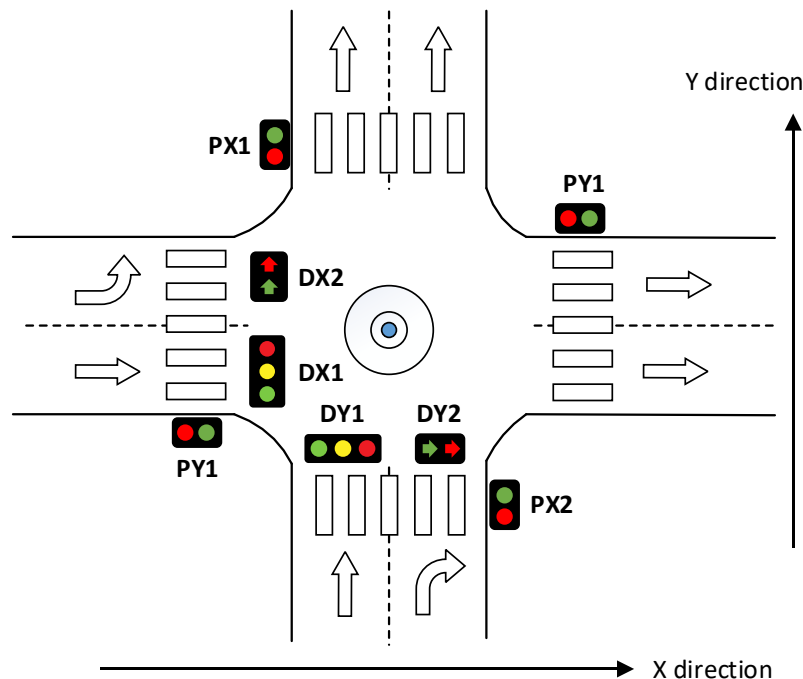 Y direction
PX1
PY1
DX2
DX1
DY1
DY2
PY1
PX2
X direction